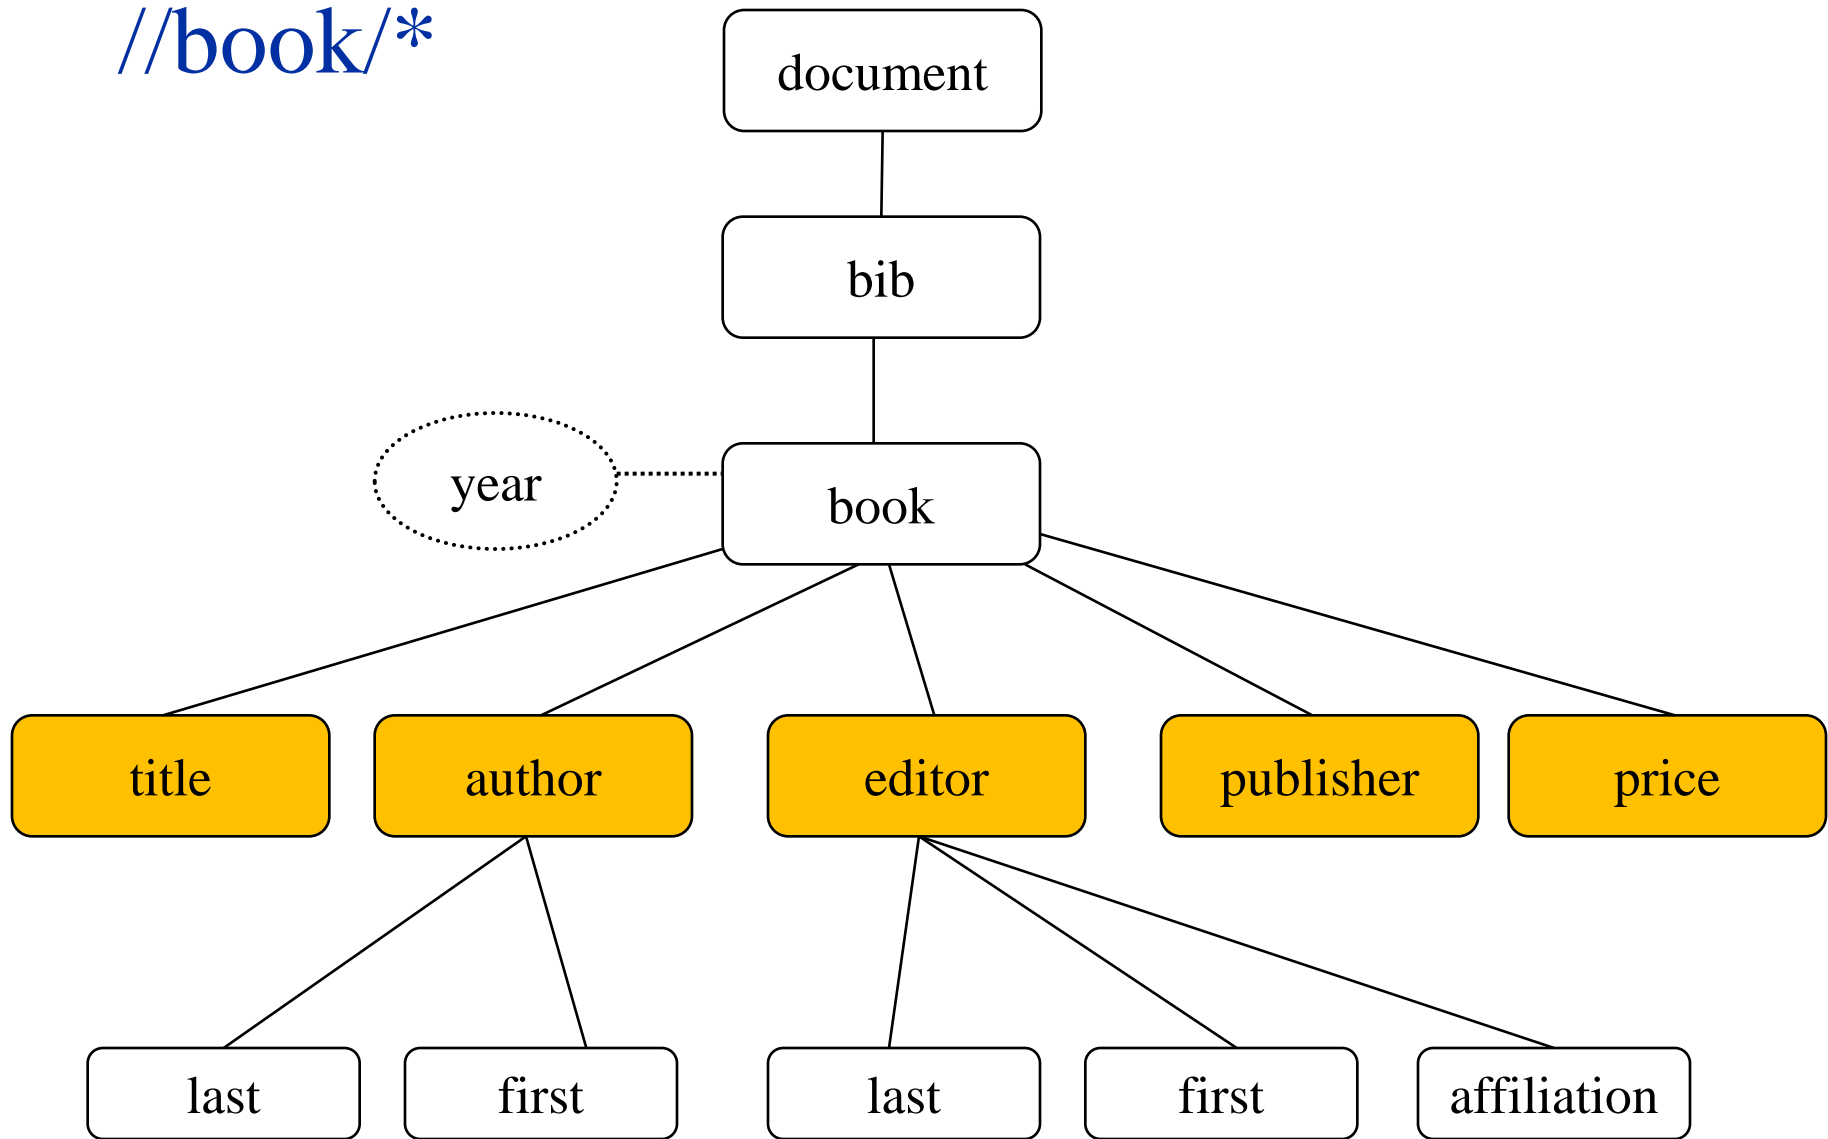 //book/*
document
bib
year
book
title
author
editor
publisher
price
last
first
last
first
affiliation